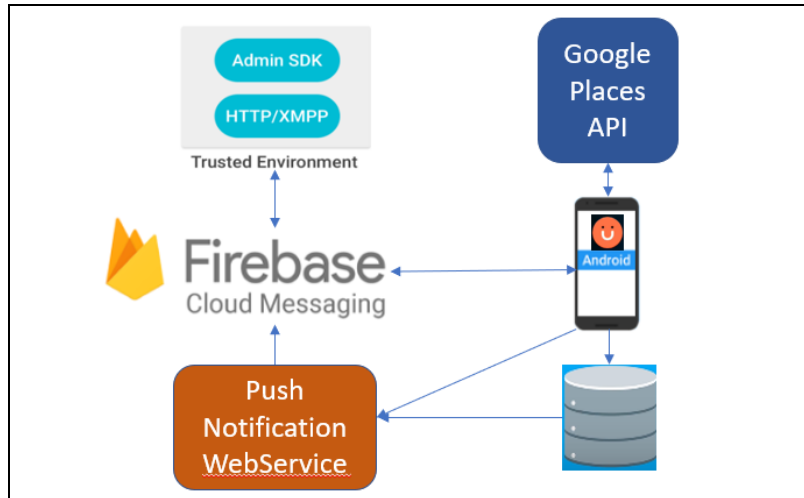 Admin SDK
HTTP/XMPP
Trusted Environment
Google
Places
API
Android
Firebase
Cloud Messaging
Push
Notification
WebService